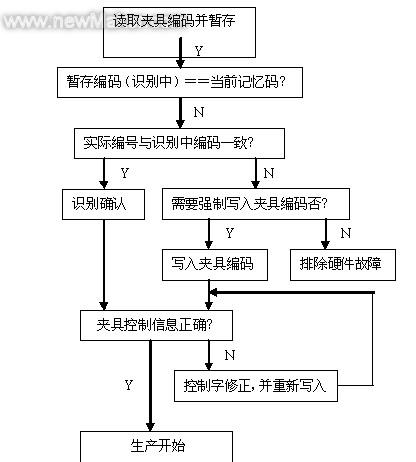 www.newMa
读取夹具编码并暂存
Y
暂存编码(识别中)==当前记忆码?
N
实际编号与识别中编码一致?
Y
N
识别确认
需要强制写入夹具编码否?
Y
N
写入夹具编码
排除硬件故障
夹具控制信息正确?
N
Y
控制字修正,并重新写入
生产开始